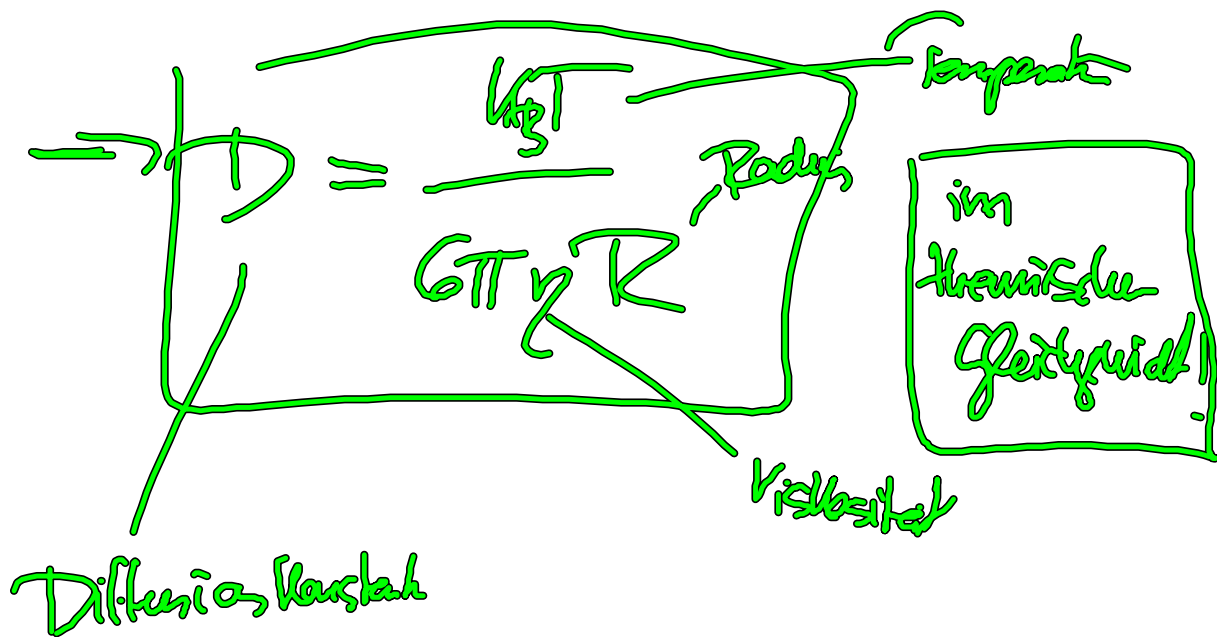 Temperatur
→ D = k_B T / 6π η R
Radius
im
thermischen
Gleichgewicht!
Viskosität
Diffusionskonstante